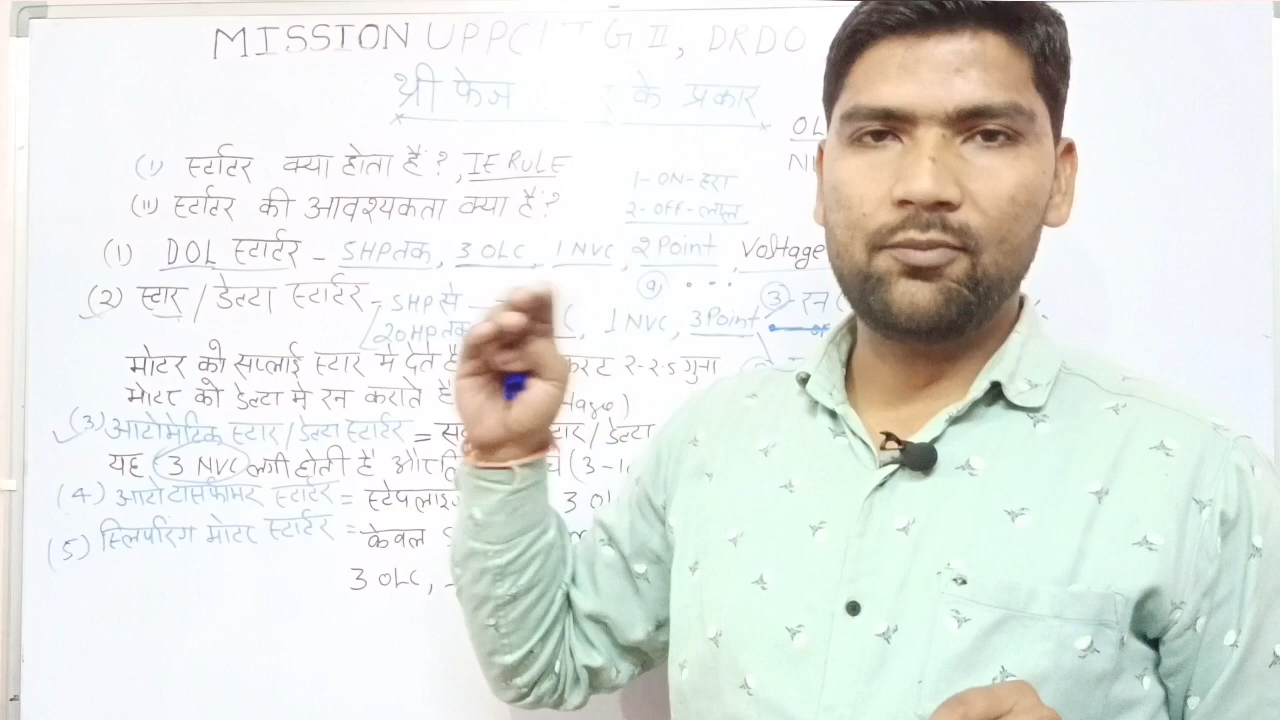 MISSION UPPCL TG II, DRDO
थ्री फेज के प्रकार
OL
(i) स्टार्टर क्या होता है ?, IE RULE
1-ON-हरा
(ii) स्टार्टर की आवश्यकता क्या है ?
2-OFF-लाल
(1) DOL स्टार्टर - 5HP तक, 3 OLC, 1 NVC, 2 Point, Voltage
(2) स्टार / डेल्टा स्टार्टर - 5HP से
20HP तक 1 NVC, 3 Point
3- रन
मोटर को सप्लाई स्टार मे देते है करंट 2-2.5 गुना
मोटर को डेल्टा मे रन कराते है
(3) आटोमेटिक स्टार / डेल्टा स्टार्टर = स्टार / डेल्टा
यह 3 NVC लगी होती है
(4) आटो टार्सफामर स्टार्टर = 3 OL
(5) स्लिपरिंग मोटर स्टार्टर = केवल
3 OLC,